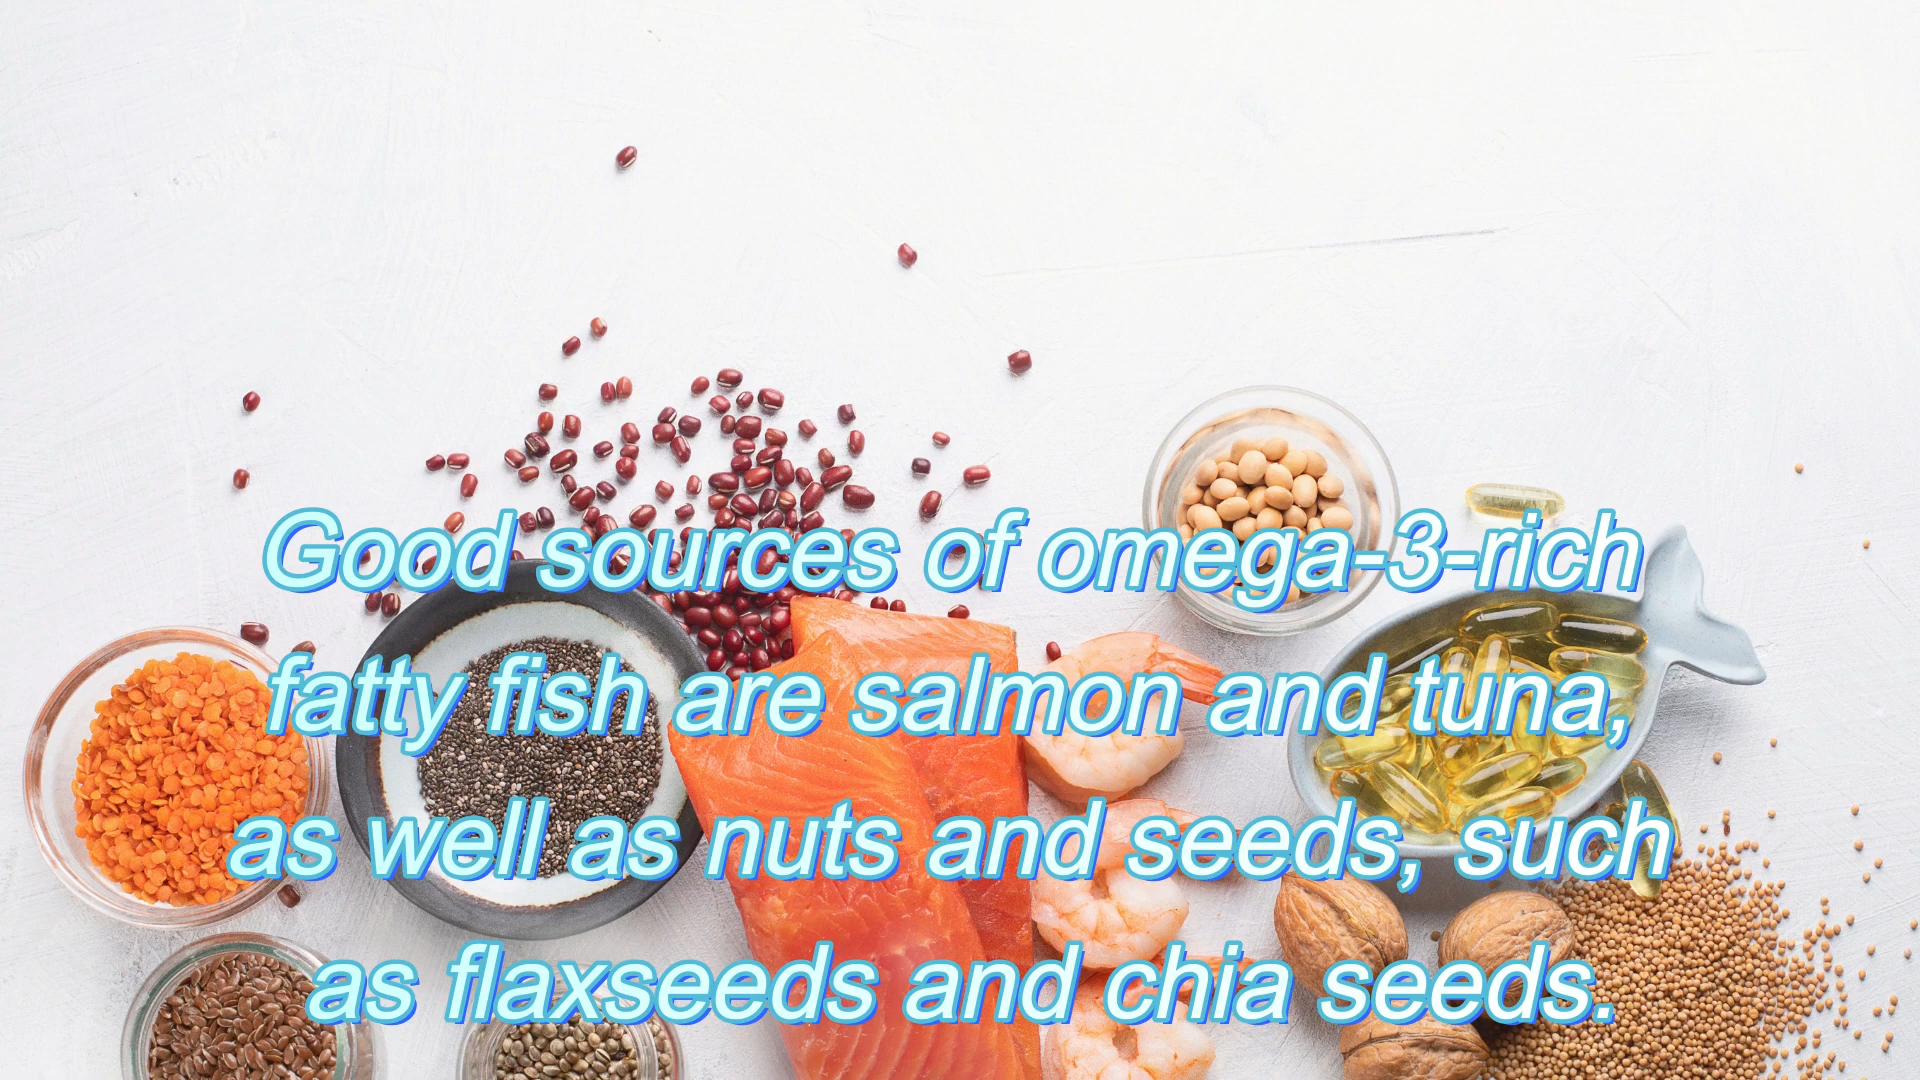 Good sources of omega-3-rich
fatty fish are salmon and tuna,
as well as nuts and seeds, such
as flaxseeds and chia seeds.